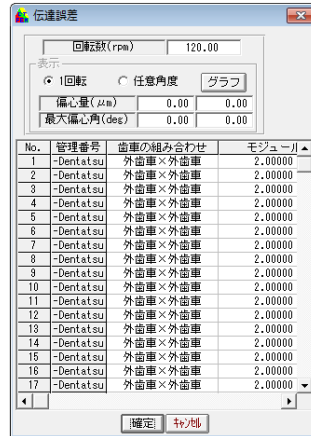 伝達誤差
回転数(rpm) 120.00
表示
1回転 任意角度 グラフ
偏心量(μm) 0.00 0.00
最大偏心角(deg) 0.00 0.00
No. 管理番号 歯車の組み合わせ モジュール
1 -Dentatsu 外歯車×外歯車 2.00000
2 -Dentatsu 外歯車×外歯車 2.00000
3 -Dentatsu 外歯車×外歯車 2.00000
4 -Dentatsu 外歯車×外歯車 2.00000
5 -Dentatsu 外歯車×外歯車 2.00000
6 -Dentatsu 外歯車×外歯車 2.00000
7 -Dentatsu 外歯車×外歯車 2.00000
8 -Dentatsu 外歯車×外歯車 2.00000
9 -Dentatsu 外歯車×外歯車 2.00000
10 -Dentatsu 外歯車×外歯車 2.00000
11 -Dentatsu 外歯車×外歯車 2.00000
12 -Dentatsu 外歯車×外歯車 2.00000
13 -Dentatsu 外歯車×外歯車 2.00000
14 -Dentatsu 外歯車×外歯車 2.00000
15 -Dentatsu 外歯車×外歯車 2.00000
16 -Dentatsu 外歯車×外歯車 2.00000
17 -Dentatsu 外歯車×外歯車 2.00000
確定 キャンセル